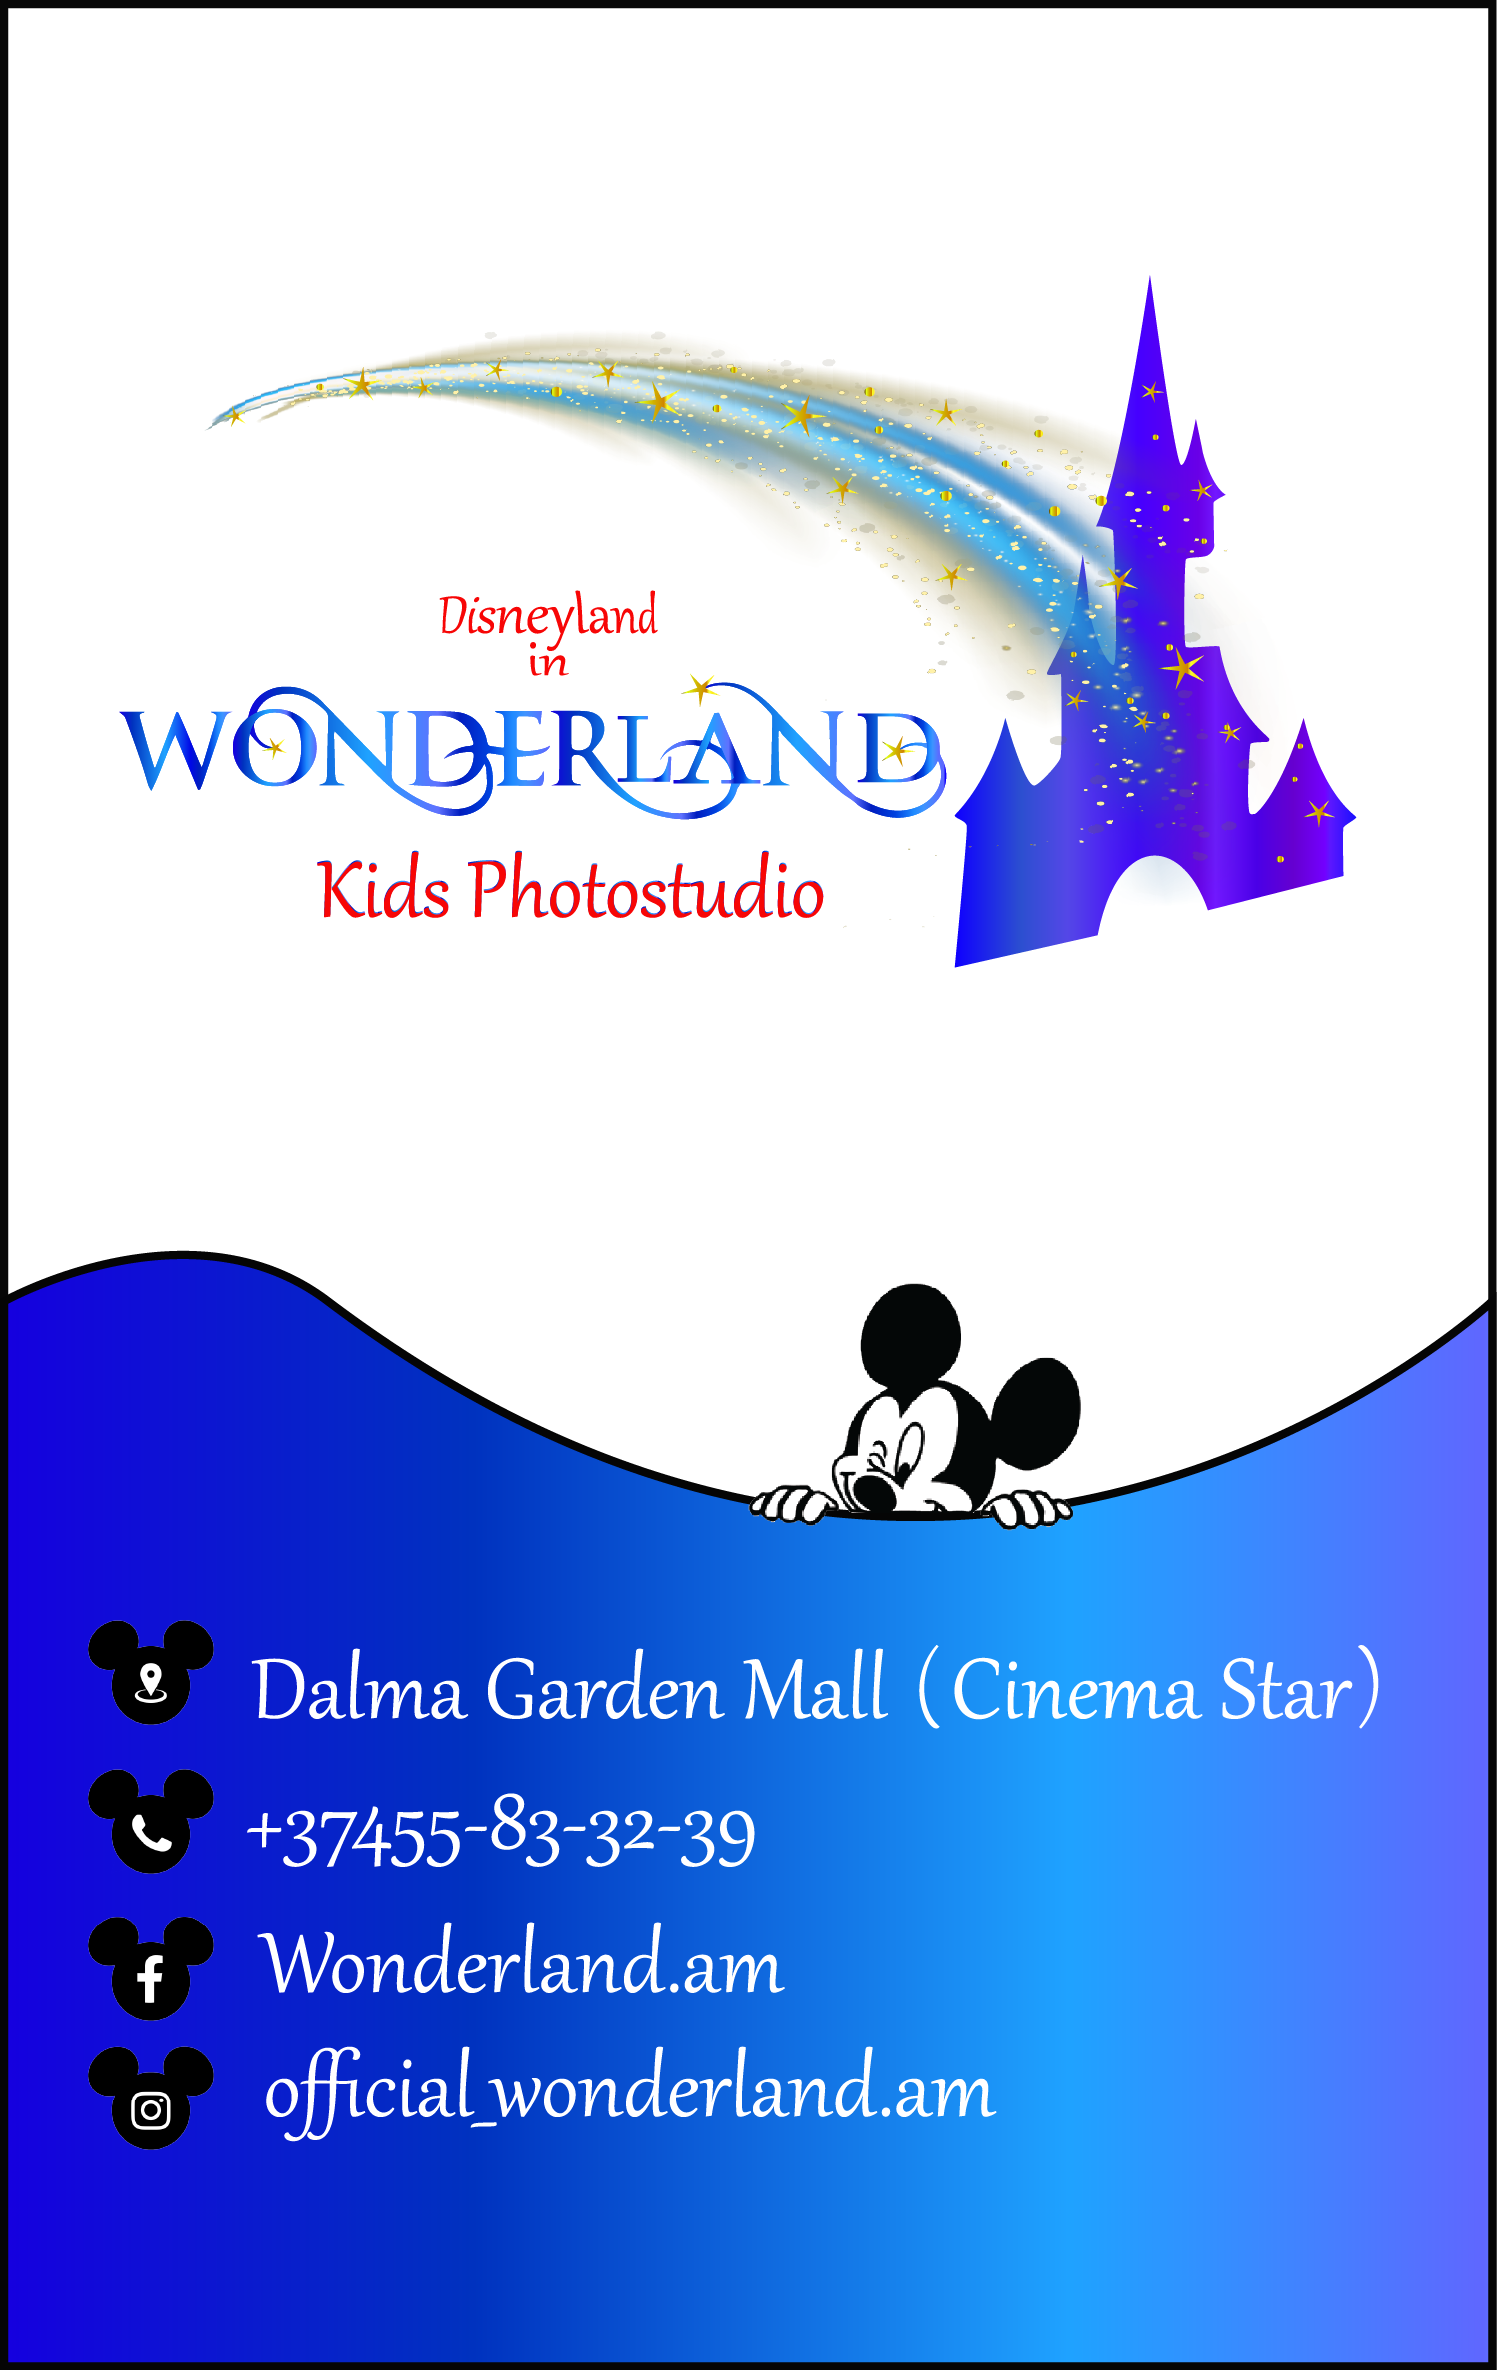 Disneyland
in
WONDERLAND
Kids Photostudio
Dalma Garden Mall (Cinema Star)
+37455-83-32-39
Wonderland.am
official_wonderland.am